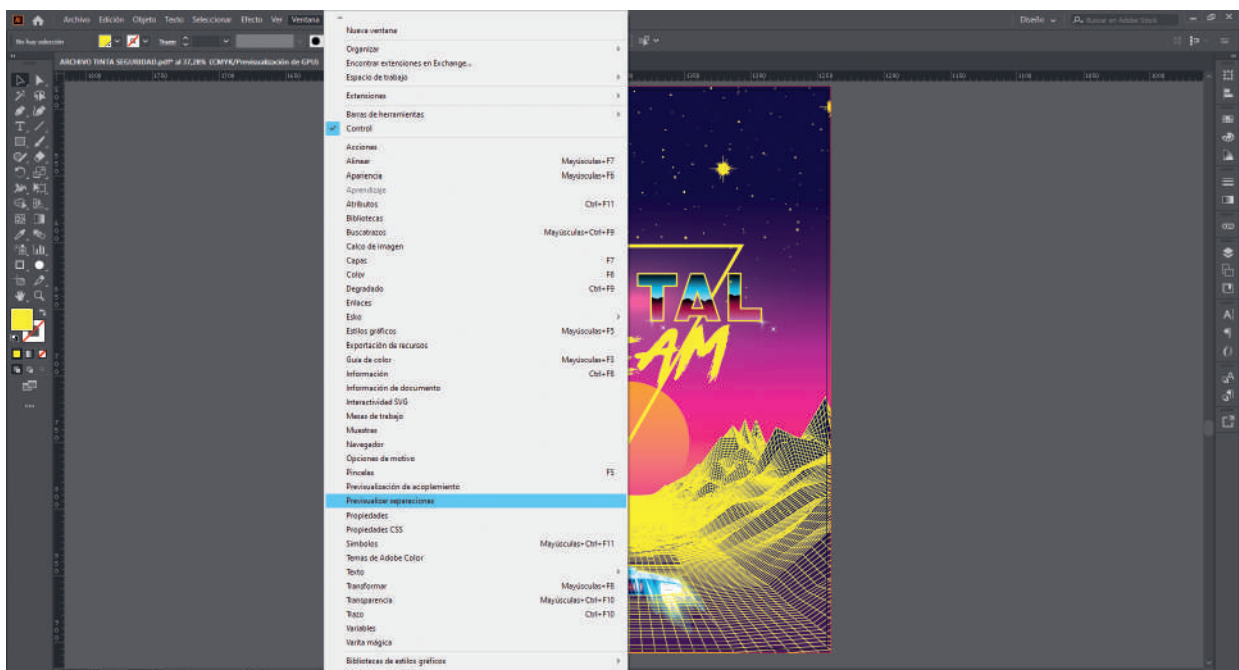 Archivo Edición Objeto Texto Seleccionar Efecto Ver Ventana
Diseño
Buscar en Adobe Stock
No hay selección
Trazo:
ARCHIVO TINTA SEGURIDAD.pdf* al 37,28% (CMYK/Previsualización de GPU)
Nueva ventana
Organizar
Encontrar extensiones en Exchange...
Espacio de trabajo
Extensiones
Barras de herramientas
Control
Acciones
Alinear Mayúsculas+F7
Apariencia Mayúsculas+F6
Aprendizaje
Atributos Ctrl+F11
Bibliotecas
Buscatrazos Mayúsculas+Ctrl+F9
Calco de imagen
Capas F7
Color F6
Degradado Ctrl+F9
Enlaces
Esko
Estilos gráficos Mayúsculas+F5
Exportación de recursos
Guía de color Mayúsculas+F3
Información Ctrl+F8
Información de documento
Interactividad SVG
Mesas de trabajo
Muestras
Navegador
Opciones de motivo
Pinceles F5
Previsualización de acoplamiento
Previsualizar separaciones
Propiedades
Propiedades CSS
Símbolos Mayúsculas+Ctrl+F11
Temas de Adobe Color
Texto
Transformar Mayúsculas+F8
Transparencia Mayúsculas+Ctrl+F10
Trazo Ctrl+F10
Variables
Varita mágica
Bibliotecas de estilos gráficos
TAL
EAM